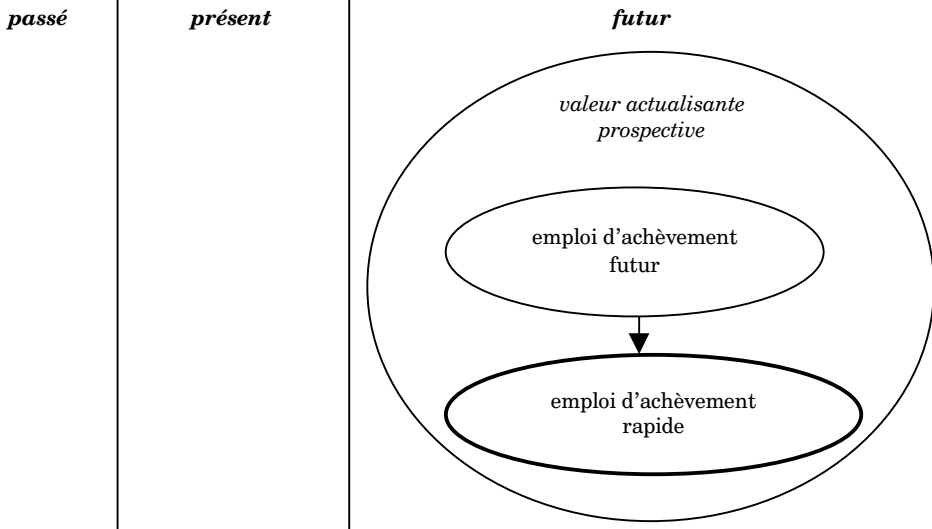 passé présent futur
valeur actualisante
prospective
emploi d'achèvement
futur
emploi d'achèvement
rapide